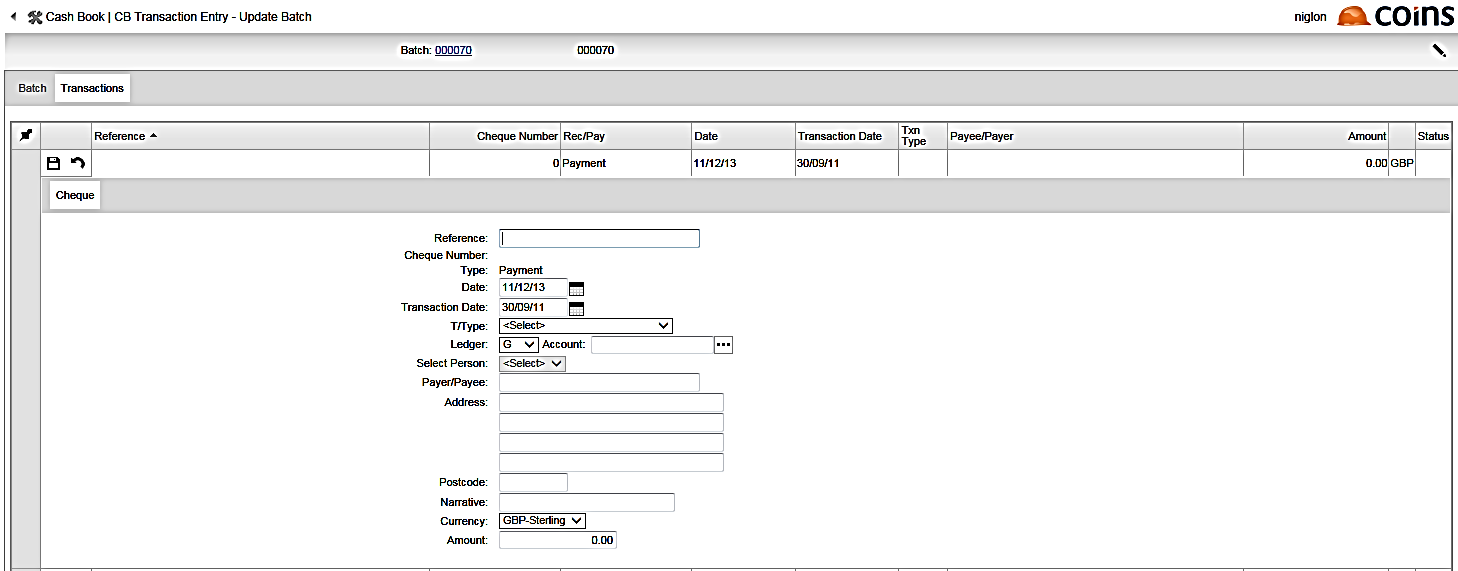 Cash Book | CB Transaction Entry - Update Batch niglon coins
Batch: 000070 000070
Batch Transactions
Reference Cheque Number Rec/Pay Date Transaction Date Txn Type Payee/Payer Amount Status
0 Payment 11/12/13 30/09/11 0.00 GBP
Cheque
Reference:
Cheque Number:
Type: Payment
Date: 11/12/13
Transaction Date: 30/09/11
T/Type: <Select>
Ledger: G Account: ...
Select Person: <Select>
Payer/Payee:
Address:
Postcode:
Narrative:
Currency: GBP-Sterling
Amount: 0.00